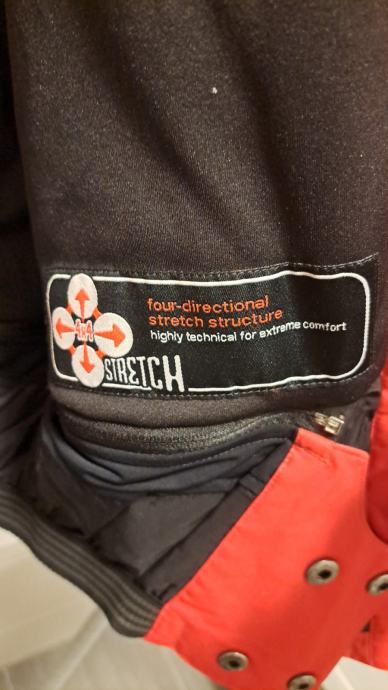 four-directional
stretch structure
highly technical for extreme comfort
4x4
STRETCH